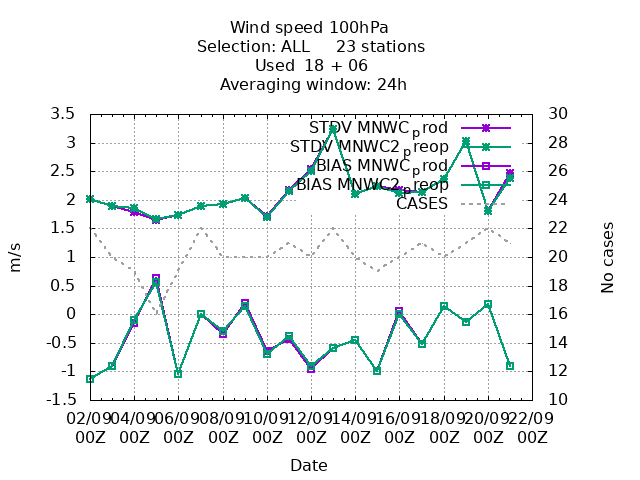 Wind speed 100hPa
Selection: ALL 23 stations
Used 18 + 06
Averaging window: 24h
3.5
3
2.5
2
1.5
1
0.5
0
-0.5
-1
-1.5
m/s
STDV MNWC_prod
STDV MNWC2_preop
BIAS MNWC_prod
BIAS MNWC2_preop
CASES
30
28
26
24
22
20
18
16
14
12
10
No cases
02/09 04/09 06/09 08/09 10/09 12/09 14/09 16/09 18/09 20/09 22/09
00Z 00Z 00Z 00Z 00Z 00Z 00Z 00Z 00Z 00Z 00Z
Date